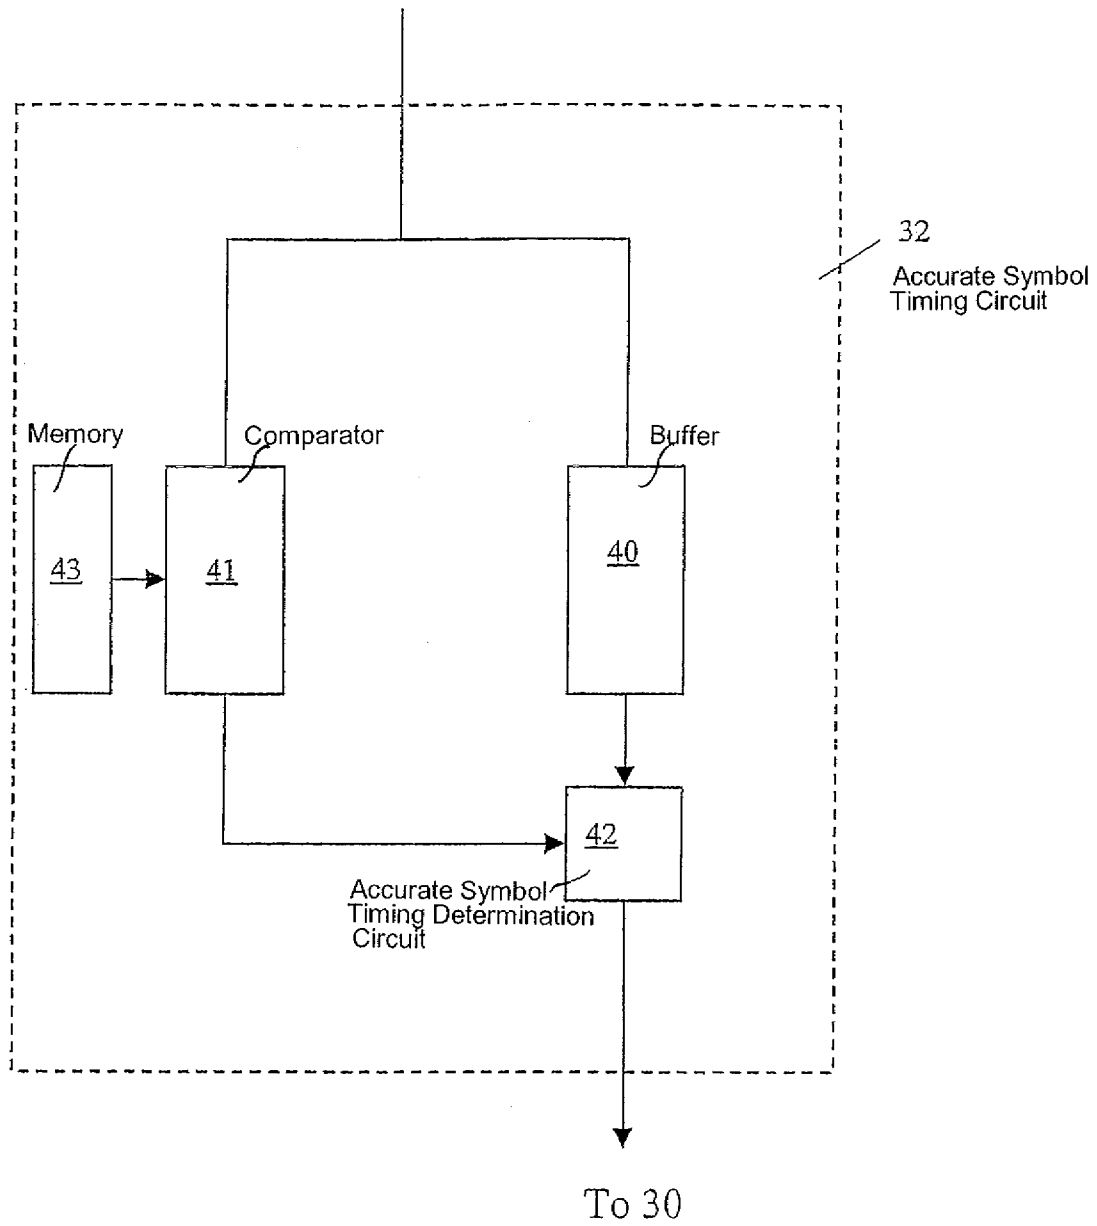 32
Accurate Symbol
Timing Circuit
Memory
Comparator
Buffer
43
41
40
42
Accurate Symbol
Timing Determination
Circuit
To 30